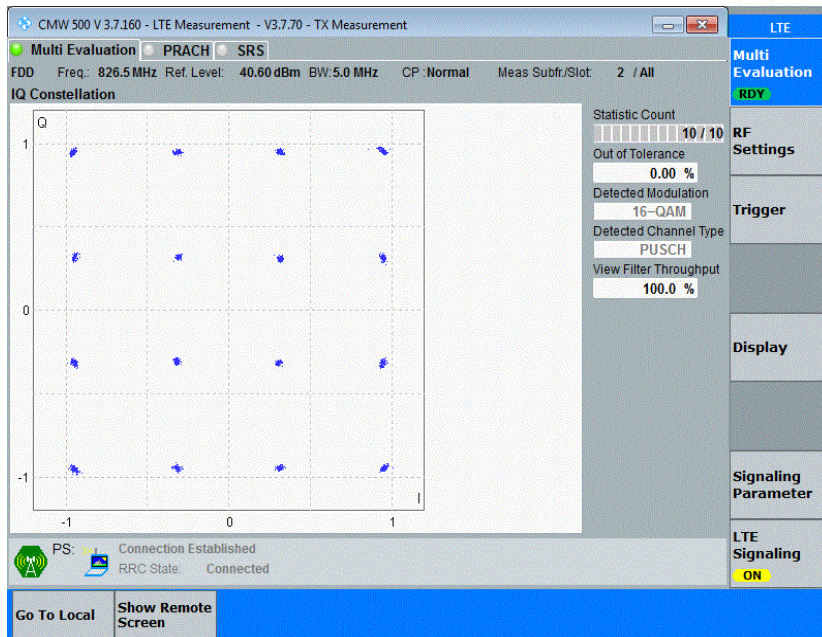 CMW 500 V 3.7.160 - LTE Measurement - V3.7.70 - TX Measurement
LTE
Multi Evaluation PRACH SRS
Multi
Evaluation
RDY
FDD Freq.: 826.5 MHz Ref. Level: 40.60 dBm BW: 5.0 MHz CP : Normal Meas Subfr./Slot: 2 / All
IQ Constellation
Q
1
0
-1
I
-1 0 1
Statistic Count
10 / 10
Out of Tolerance
0.00 %
Detected Modulation
16-QAM
Detected Channel Type
PUSCH
View Filter Throughput
100.0 %
RF
Settings
Trigger
Display
Signaling
Parameter
LTE
Signaling
ON
PS: Connection Established
RRC State: Connected
Go To Local
Show Remote
Screen